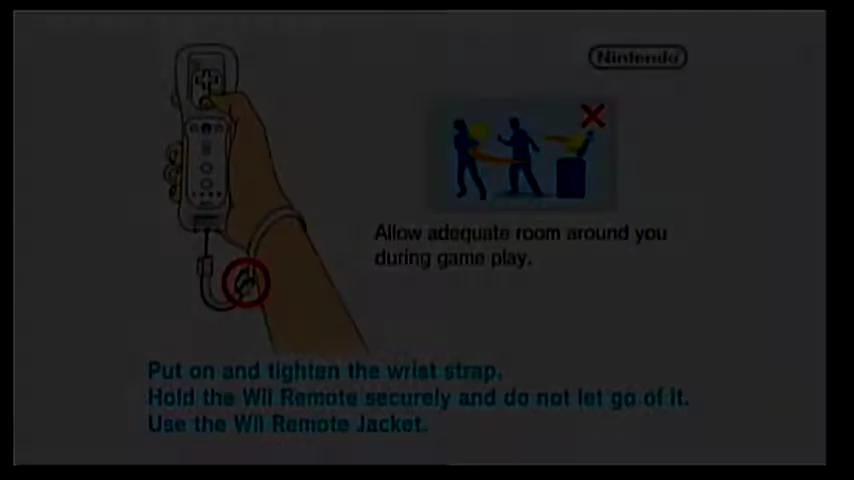 Nintendo
Allow adequate room around you
during game play.
Put on and tighten the wrist strap.
Hold the Wii Remote securely and do not let go of it.
Use the Wii Remote Jacket.